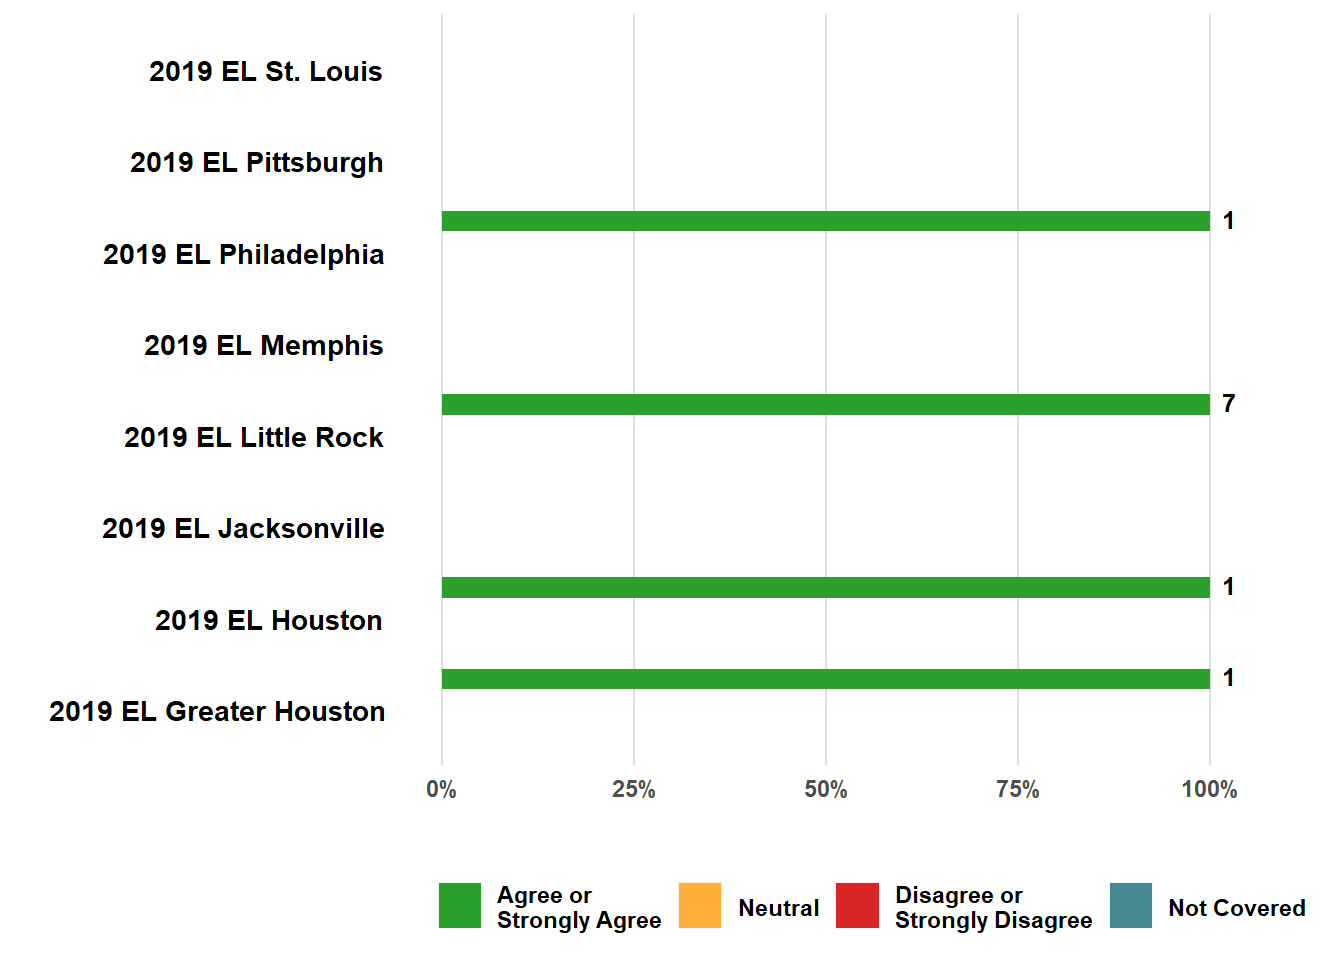 2019 EL St. Louis
2019 EL Pittsburgh
1
2019 EL Philadelphia
2019 EL Memphis
7
2019 EL Little Rock
2019 EL Jacksonville
1
2019 EL Houston
1
2019 EL Greater Houston
0% 25% 50% 75% 100%
Agree or
Strongly Agree
Neutral
Disagree or
Strongly Disagree
Not Covered